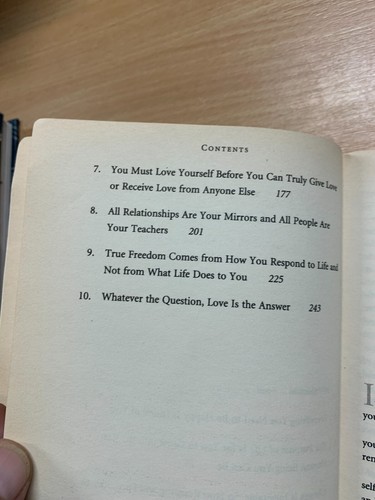 CONTENTS
7. You Must Love Yourself Before You Can Truly Give Love
or Receive Love from Anyone Else 177
8. All Relationships Are Your Mirrors and All People Are
Your Teachers 201
9. True Freedom Comes from How You Respond to Life and
Not from What Life Does to You 225
10. Whatever the Question, Love Is the Answer 243
I